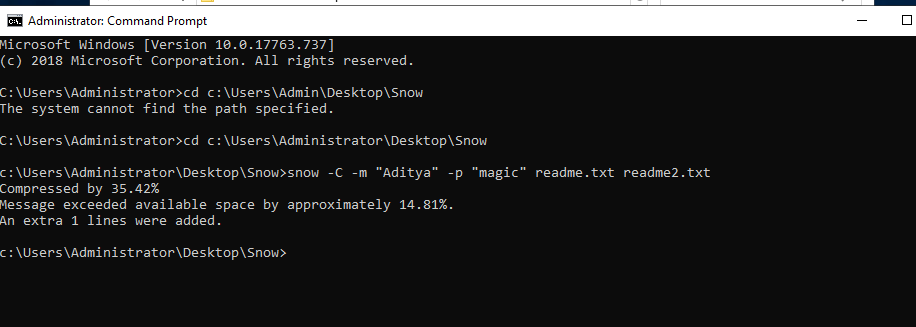 Administrator: Command Prompt
Microsoft Windows [Version 10.0.17763.737]
(c) 2018 Microsoft Corporation. All rights reserved.
C:\Users\Administrator>cd c:\Users\Admin\Desktop\Snow
The system cannot find the path specified.
C:\Users\Administrator>cd c:\Users\Administrator\Desktop\Snow
c:\Users\Administrator\Desktop\Snow>snow -C -m "Aditya" -p "magic" readme.txt readme2.txt
Compressed by 35.42%
Message exceeded available space by approximately 14.81%.
An extra 1 lines were added.
c:\Users\Administrator\Desktop\Snow>